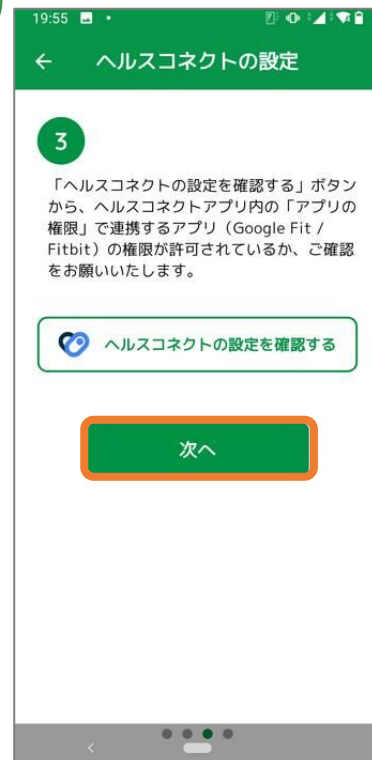 19:55
ヘルスコネクトの設定
3
「ヘルスコネクトの設定を確認する」ボタン
から、ヘルスコネクトアプリ内の「アプリの
権限」で連携するアプリ（Google Fit /
Fitbit）の権限が許可されているか、ご確認
をお願いいたします。
ヘルスコネクトの設定を確認する
次へ